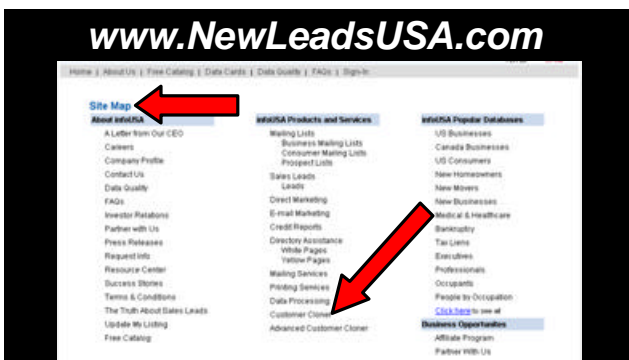 www.NewLeadsUSA.com
Home | About Us | Free Catalog | Data Cards | Data Quality | FAQs | Sign-In
Site Map
About infoUSA
A Letter from Our CEO
Careers
Company Profile
Contact Us
Data Quality
FAQs
Investor Relations
Partner with Us
Press Releases
Request Info
Resource Center
Success Stories
Terms & Conditions
The Truth About Sales Leads
Update My Listing
Free Catalog
infoUSA Products and Services
Mailing Lists
Business Mailing Lists
Consumer Mailing Lists
Prospect Lists
Sales Leads
Leads
Direct Marketing
E-mail Marketing
Credit Reports
Directory Assistance
White Pages
Yellow Pages
Mailing Services
Printing Services
Data Processing
Customer Cloner
Advanced Customer Cloner
infoUSA Popular Databases
US Businesses
Canada Businesses
US Consumers
New Homeowners
New Movers
New Businesses
Medical & Healthcare
Bankruptcy
Tax Liens
Executives
Professionals
Occupants
People by Occupation
Click here to see all
Business Opportunities
Affiliate Program
Partner With Us